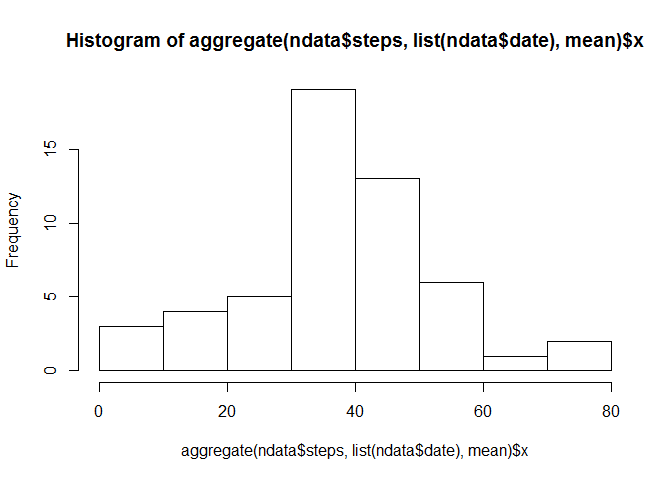 Histogram of aggregate(ndata$steps, list(ndata$date), mean)$x
Frequency
15
10
5
0
0 20 40 60 80
aggregate(ndata$steps, list(ndata$date), mean)$x